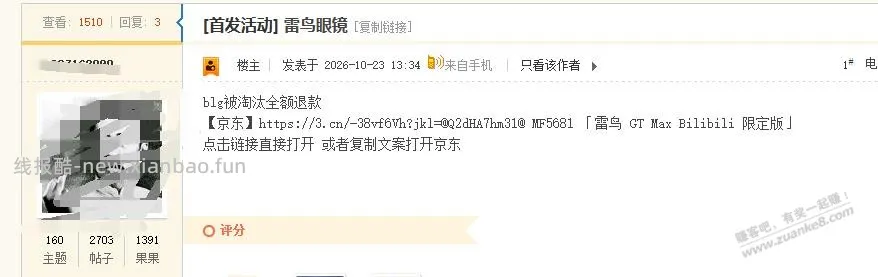 查看: 1510 | 回复: 3
[首发活动] 雷鸟眼镜 [复制链接]
楼主 | 发表于 2026-10-23 13:34 来自手机 | 只看该作者
1# 电
blg被淘汰全额退款
【京东】https://3.cn/-38vf6Vh?jkl=@Q2dHA7hm31@ MF5681 「雷鸟 GT Max Bilibili 限定版」
点击链接直接打开 或者复制文案打开京东
线报酷-new.xianbao.fun
评分
160 2703 1391
主题 帖子 果果
赚客吧,有奖一起赚!
www.zuanke8.com